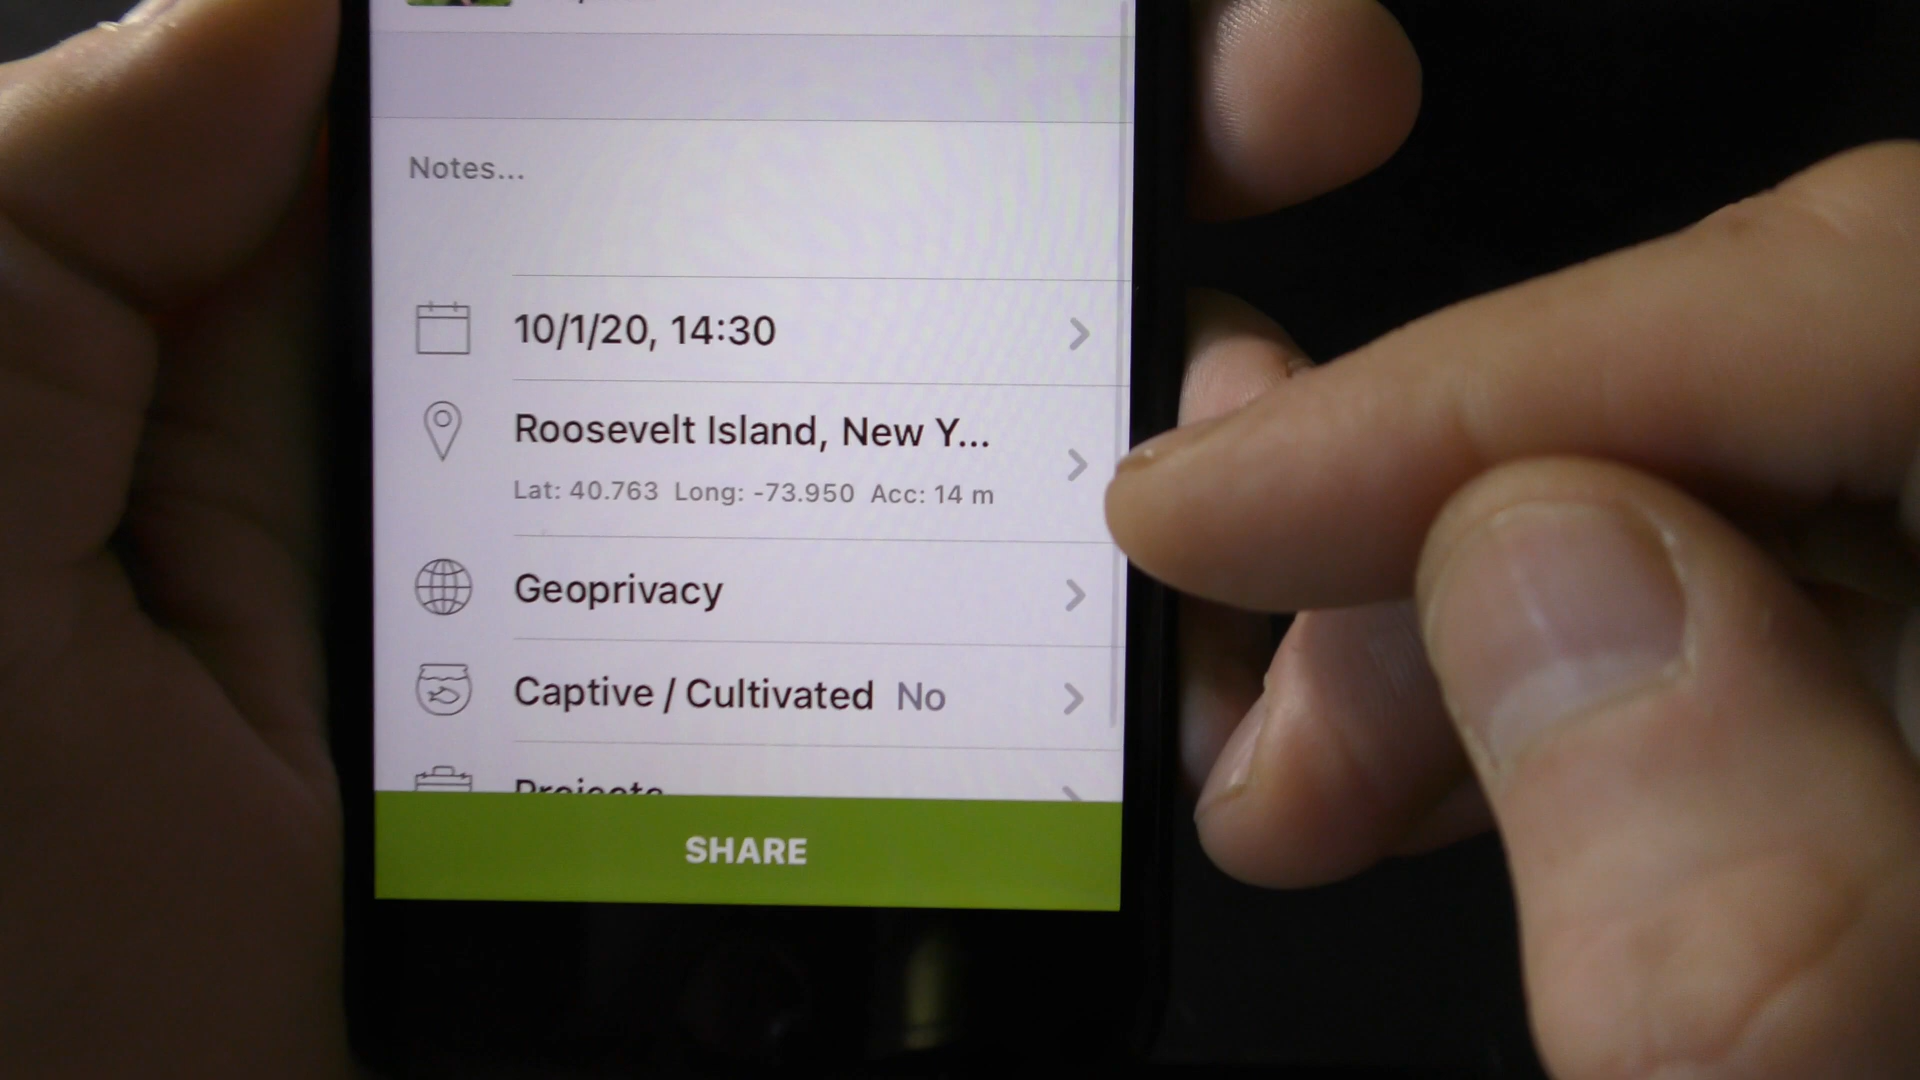 Notes...
10/1/20, 14:30
Roosevelt Island, New Y...
Lat: 40.763 Long: -73.950 Acc: 14 m
Geoprivacy
Captive / Cultivated No
Projects
SHARE